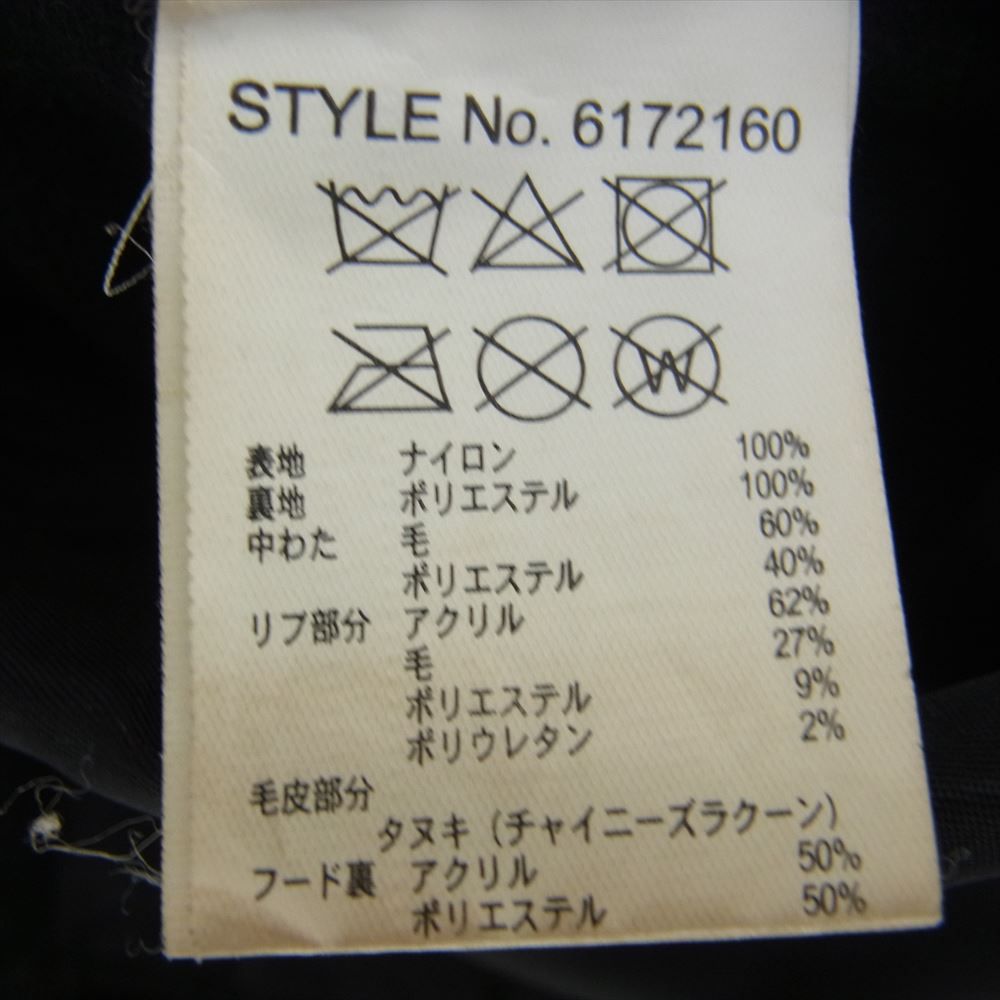 STYLE No. 6172160
W
表地 ナイロン 100%
裏地 ポリエステル 100%
中わた 毛 60%
ポリエステル 40%
リブ部分 アクリル 62%
毛 27%
ポリエステル 9%
ポリウレタン 2%
毛皮部分
タヌキ（チャイニーズラクーン）
フード裏 アクリル 50%
ポリエステル 50%